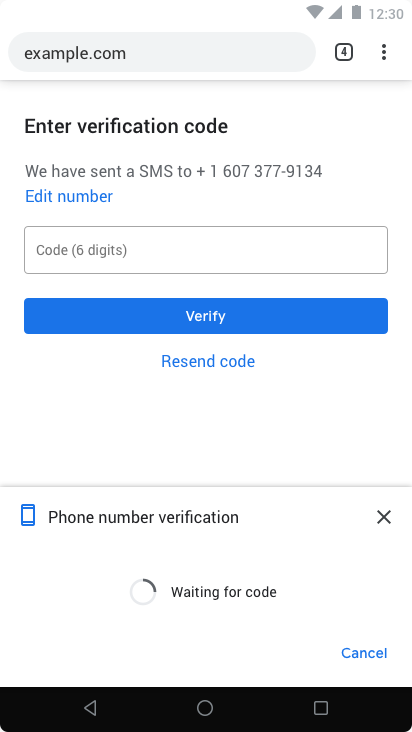 12:30
example.com
4
Enter verification code
We have sent a SMS to + 1 607 377-9134
Edit number
Code (6 digits)
Verify
Resend code
Phone number verification
Waiting for code
Cancel